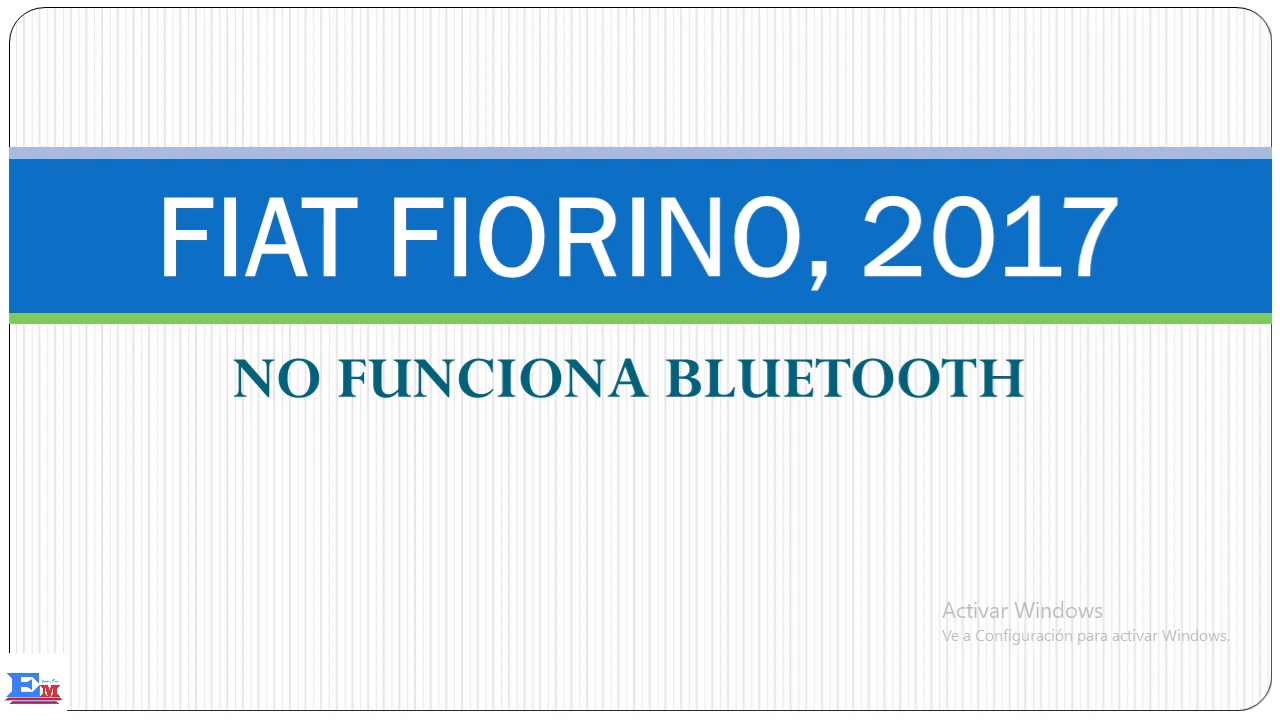 FIAT FIORINO, 2017
NO FUNCIONA BLUETOOTH
Activar Windows
Ve a Configuración para activar Windows.
EM